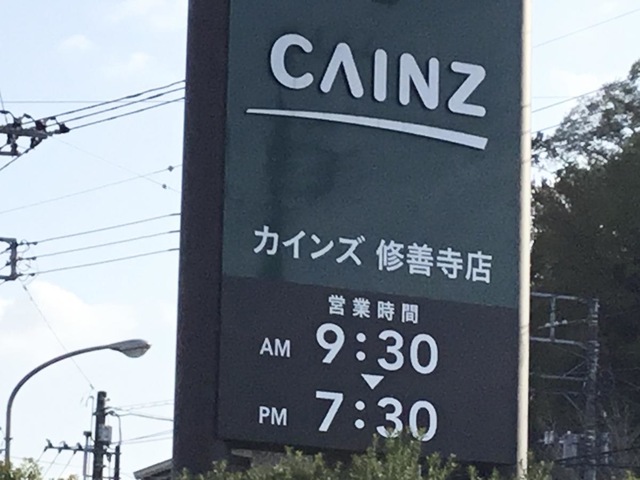 CAINZ
カインズ 修善寺店
営業時間
AM 9:30
PM 7:30